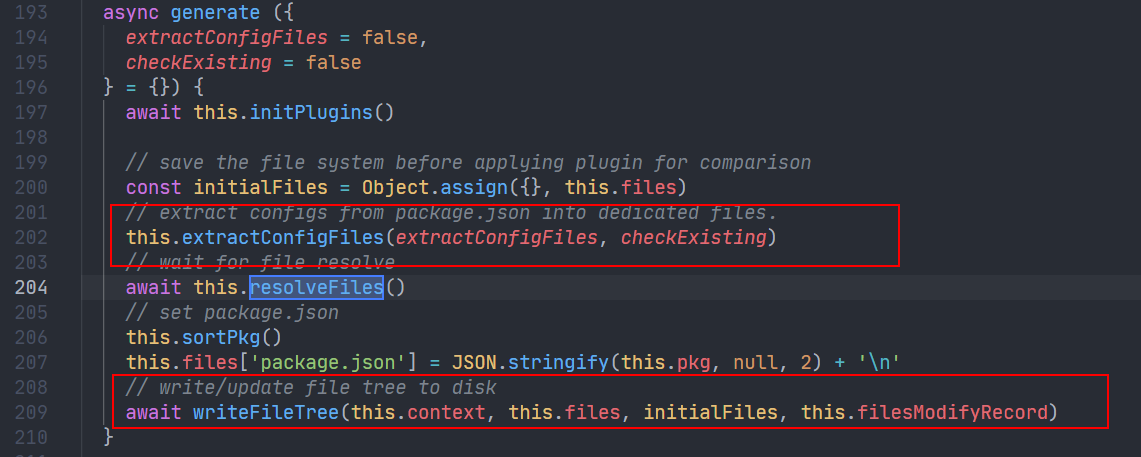 193 async generate ({
194 extractConfigFiles = false,
195 checkExisting = false
196 } = {}) {
197 await this.initPlugins()
198
199 // save the file system before applying plugin for comparison
200 const initialFiles = Object.assign({}, this.files)
201 // extract configs from package.json into dedicated files.
202 this.extractConfigFiles(extractConfigFiles, checkExisting)
203 // wait for file resolve
204 await this.resolveFiles()
205 // set package.json
206 this.sortPkg()
207 this.files['package.json'] = JSON.stringify(this.pkg, null, 2) + '\n'
208 // write/update file tree to disk
209 await writeFileTree(this.context, this.files, initialFiles, this.filesModifyRecord)
210 }